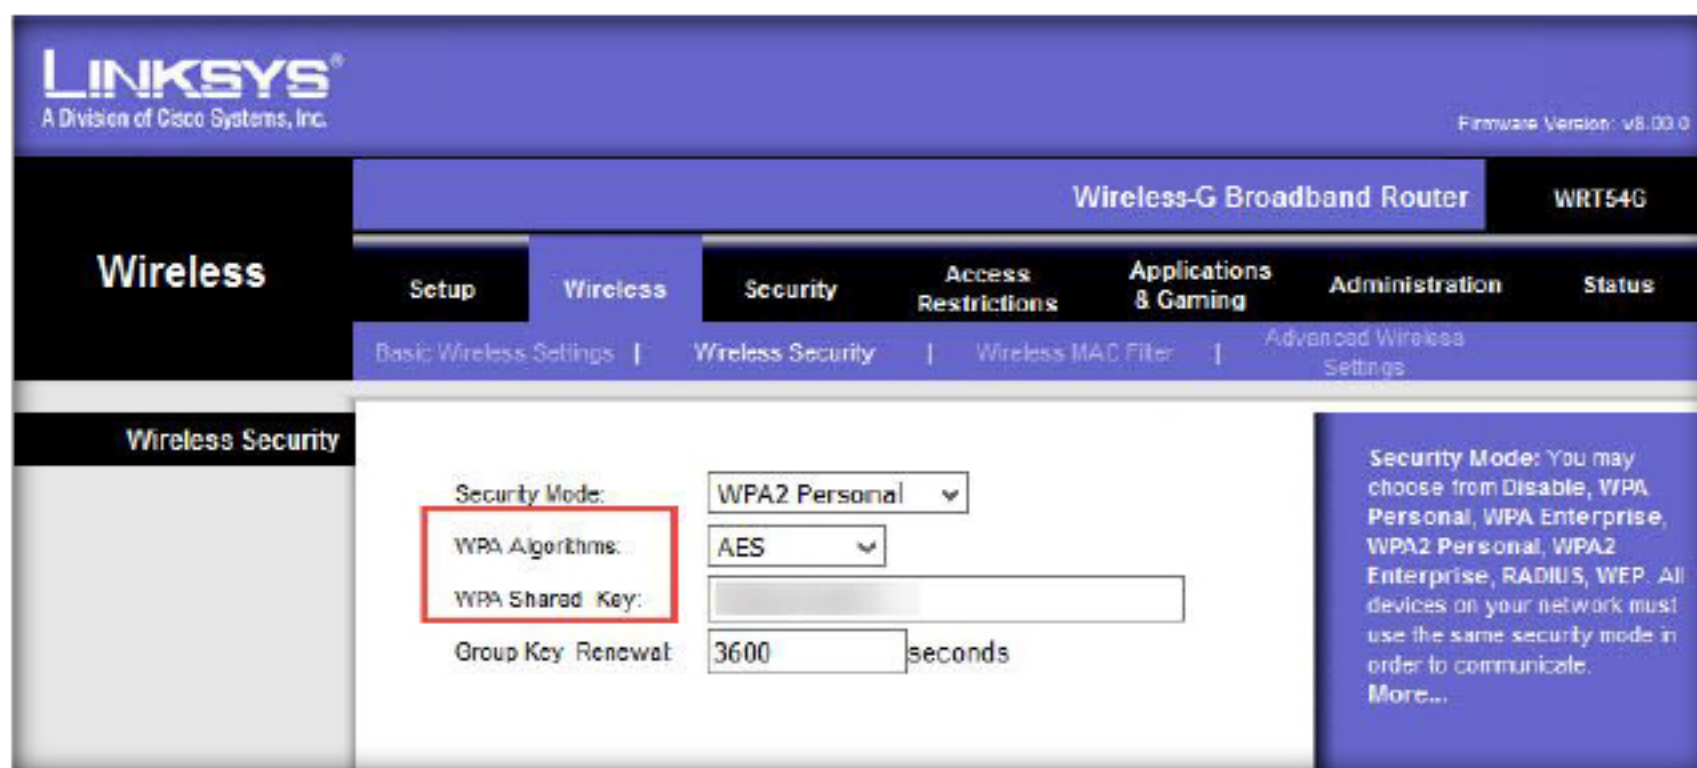 LINKSYS®
A Division of Cisco Systems, Inc.
Firmware Version: v8.00.0
Wireless-G Broadband Router
WRT54G
Wireless
Setup
Wireless
Security
Access
Restrictions
Applications
& Gaming
Administration
Status
Basic Wireless Settings |
Wireless Security
| Wireless MAC Filter |
Advanced Wireless
Settings
Wireless Security
Security Mode: WPA2 Personal
WPA Algorithms: AES
WPA Shared Key:
Group Key Renewal: 3600 seconds
Security Mode: You may
choose from Disable, WPA
Personal, WPA Enterprise,
WPA2 Personal, WPA2
Enterprise, RADIUS, WEP. All
devices on your network must
use the same security mode in
order to communicate.
More...